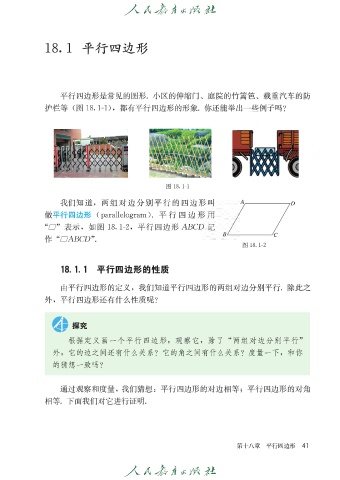 人民教育出版社
18.1 平行四边形
平行四边形是常见的图形. 小区的伸缩门、庭院的竹篱笆、载重汽车的防
护栏等（图 18.1-1），都有平行四边形的形象. 你还能举出一些例子吗？
图 18.1-1
我们知道，两组对边分别平行的四边形叫
做平行四边形（parallelogram）. 平行四边形用
“▱”表示，如图 18.1-2，平行四边形 ABCD 记
作“▱ABCD”.
A D
B C
图 18.1-2
18.1.1 平行四边形的性质
由平行四边形的定义，我们知道平行四边形的两组对边分别平行. 除此之
外，平行四边形还有什么性质呢？
探究
根据定义画一个平行四边形，观察它，除了“两组对边分别平行”
外，它的边之间还有什么关系？它的角之间有什么关系？度量一下，和你
的猜想一致吗？
通过观察和度量，我们猜想：平行四边形的对边相等；平行四边形的对角
相等. 下面我们对它进行证明.
第十八章 平行四边形 41
人民教育出版社